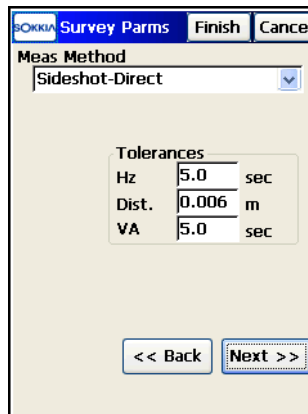 SOKKIA Survey Parms Finish Cance
Meas Method
Sideshot-Direct
Tolerances
Hz 5.0 sec
Dist. 0.006 m
VA 5.0 sec
<< Back Next >>